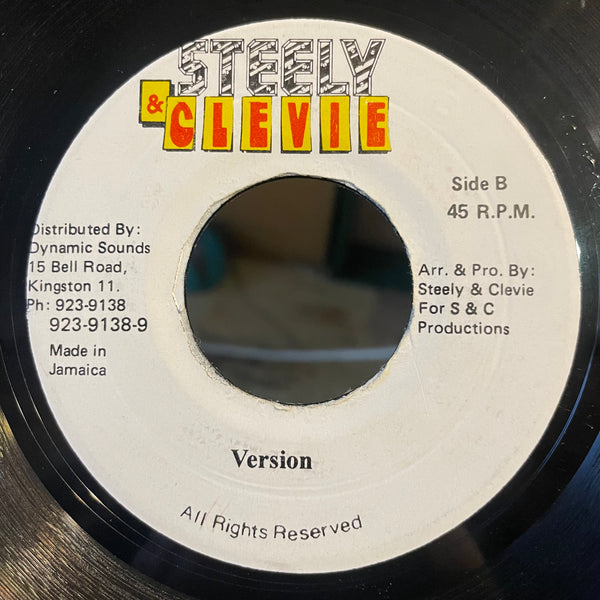 STEELY
& CLEVIE
Side B
45 R.P.M.
Distributed By:
Dynamic Sounds
15 Bell Road,
Kingston 11.
Ph: 923-9138
923-9138-9
Made in
Jamaica
Arr. & Pro. By:
Steely & Clevie
For S & C
Productions
Version
All Rights Reserved